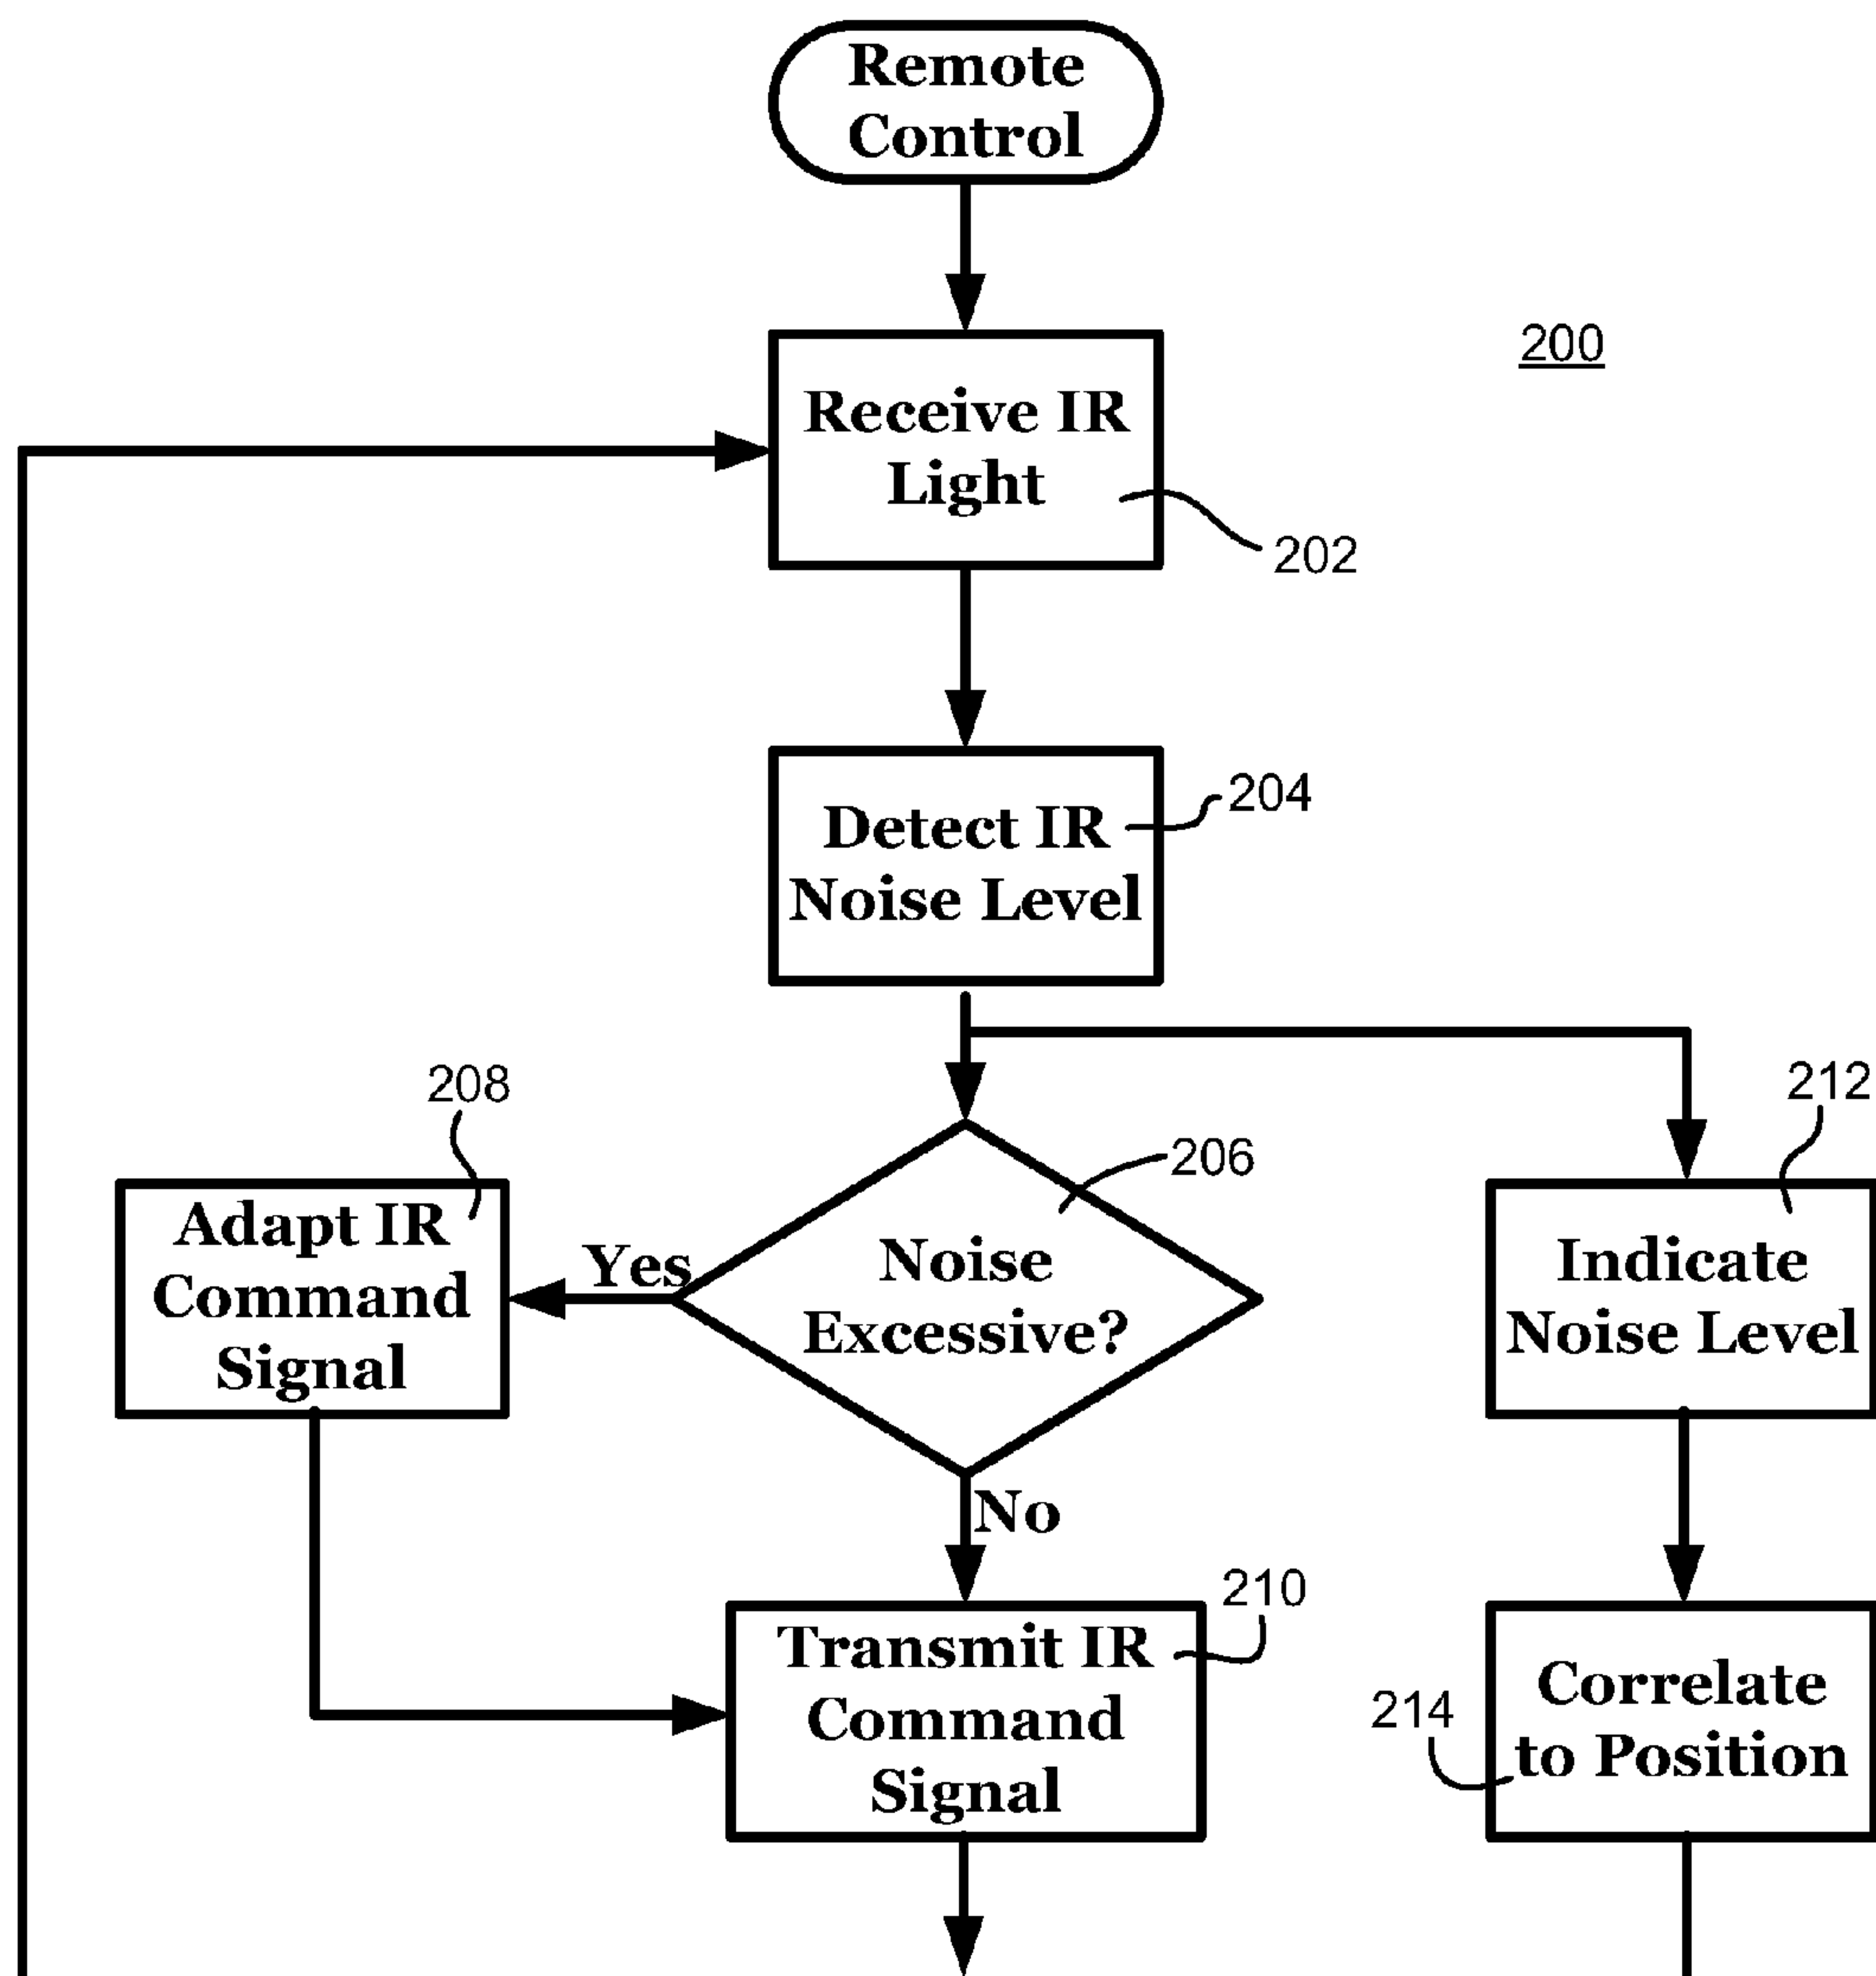 Remote
Control
200
Receive IR
Light
202
Detect IR
Noise Level
204
208
Adapt IR
Command
Signal
Yes
206
Noise
Excessive?
No
212
Indicate
Noise Level
210
Transmit IR
Command
Signal
214
Correlate
to Position